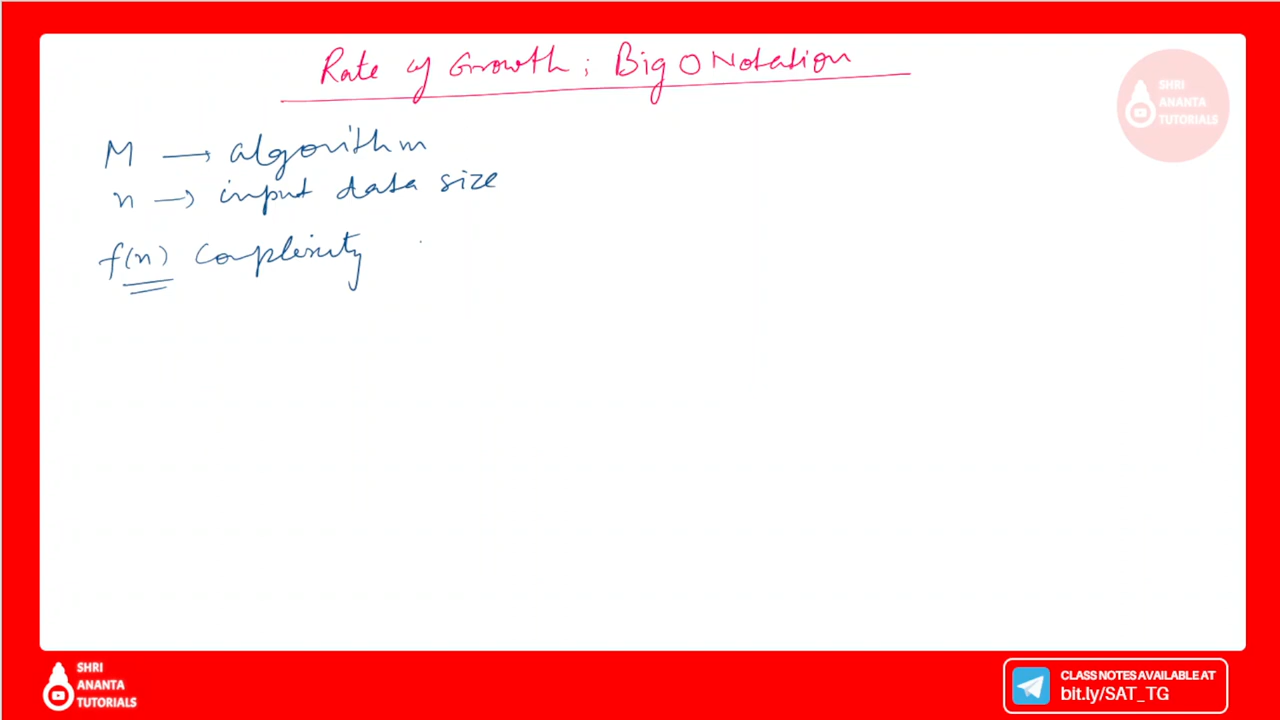 Rate of Growth; Big O Notation
SHRI
ANANTA
TUTORIALS
M → algorithm
n → input data size
f(n) complexity
SHRI
ANANTA
TUTORIALS
CLASS NOTES AVAILABLE AT
bit.ly/SAT_TG